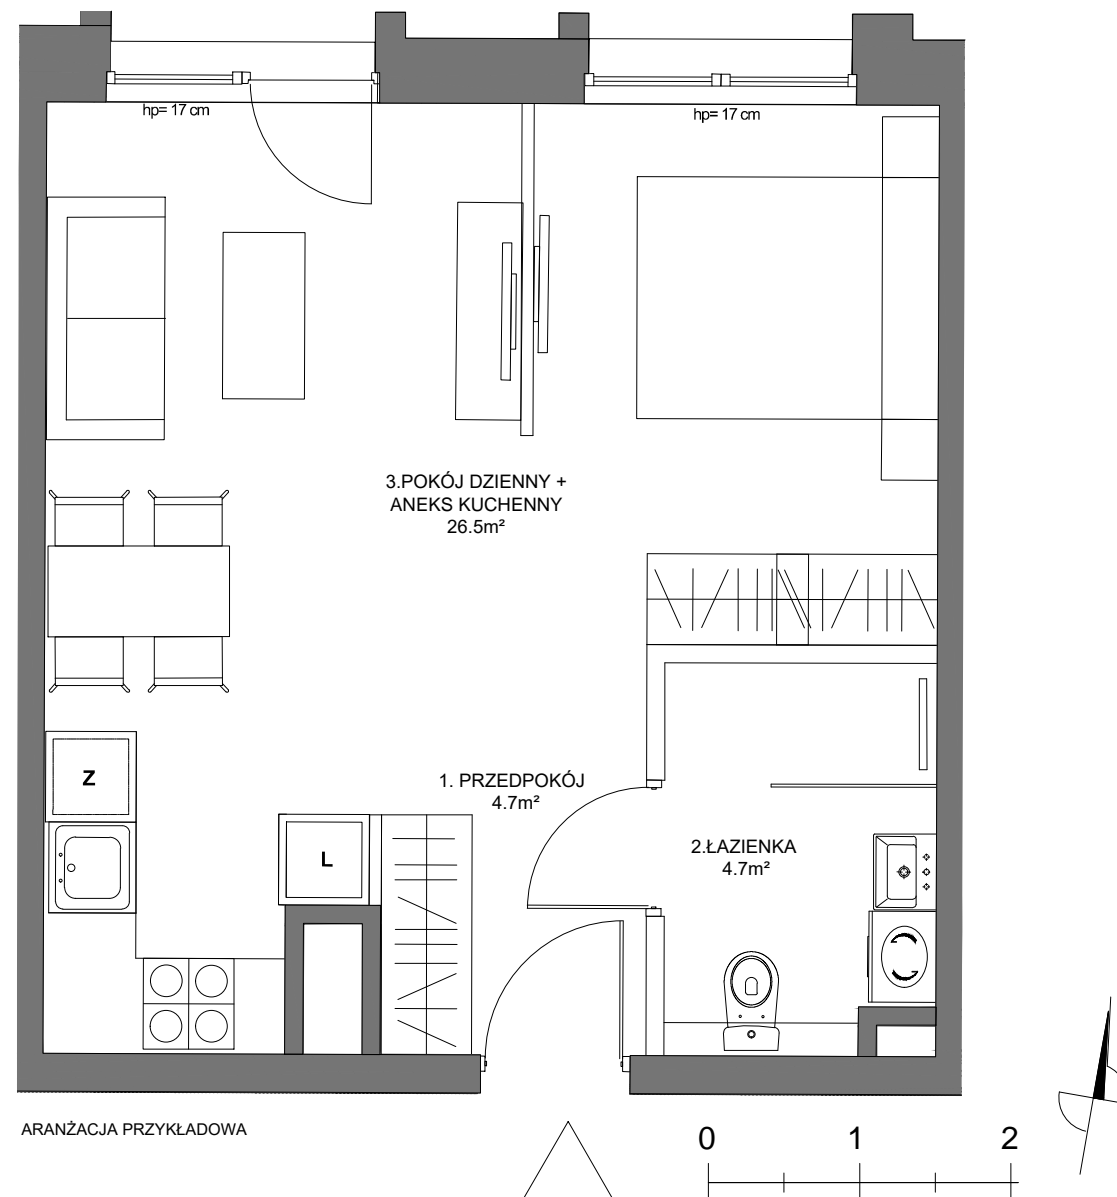 hp= 17 cm
hp= 17 cm
3.POKÓJ DZIENNY +
ANEKS KUCHENNY
26.5m²
Z
1. PRZEDPOKÓJ
4.7m²
L
2.ŁAZIENKA
4.7m²
ARANŻACJA PRZYKŁADOWA
0 1 2